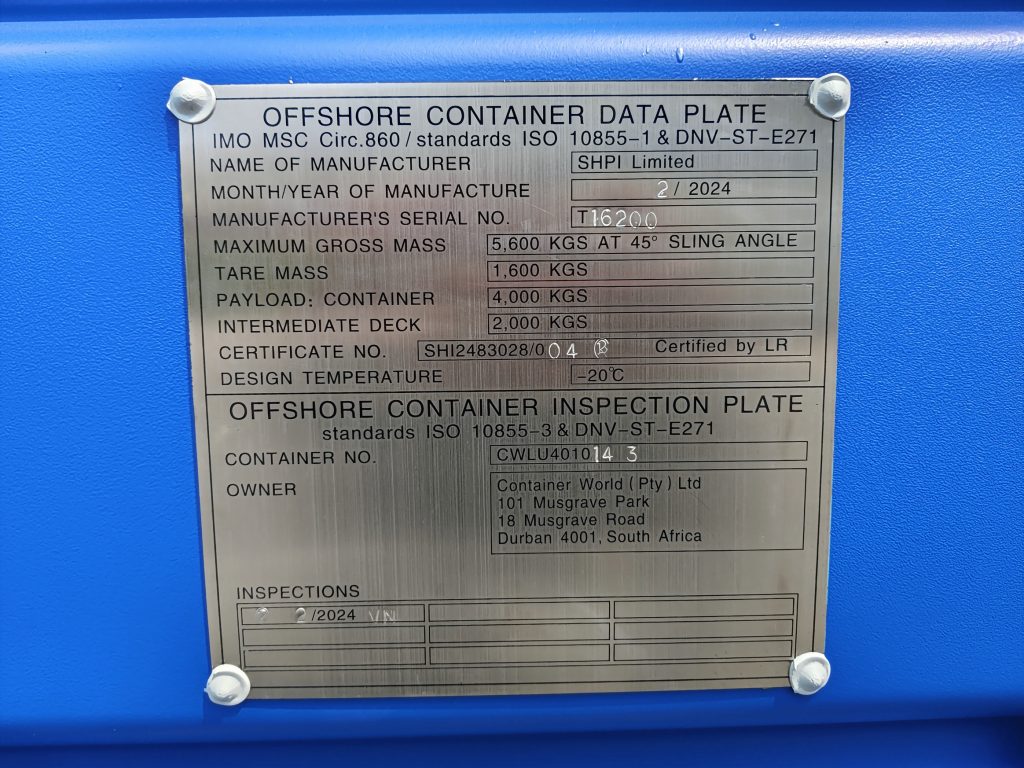 OFFSHORE CONTAINER DATA PLATE
IMO MSC Circ.860/standards ISO 10855-1 & DNV-ST-E271
NAME OF MANUFACTURER SHPI Limited
MONTH/YEAR OF MANUFACTURE 2/ 2024
MANUFACTURER'S SERIAL NO. T16200
MAXIMUM GROSS MASS 5,600 KGS AT 45° SLING ANGLE
TARE MASS 1,600 KGS
PAYLOAD: CONTAINER 4,000 KGS
INTERMEDIATE DECK 2,000 KGS
CERTIFICATE NO. SHI2483028/004 Certified by LR
DESIGN TEMPERATURE -20℃
OFFSHORE CONTAINER INSPECTION PLATE
standards ISO 10855-3 & DNV-ST-E271
CONTAINER NO. CWLU401014 3
OWNER Container World (Pty) Ltd
101 Musgrave Park
18 Musgrave Road
Durban 4001, South Africa
INSPECTIONS
2/2024 VN